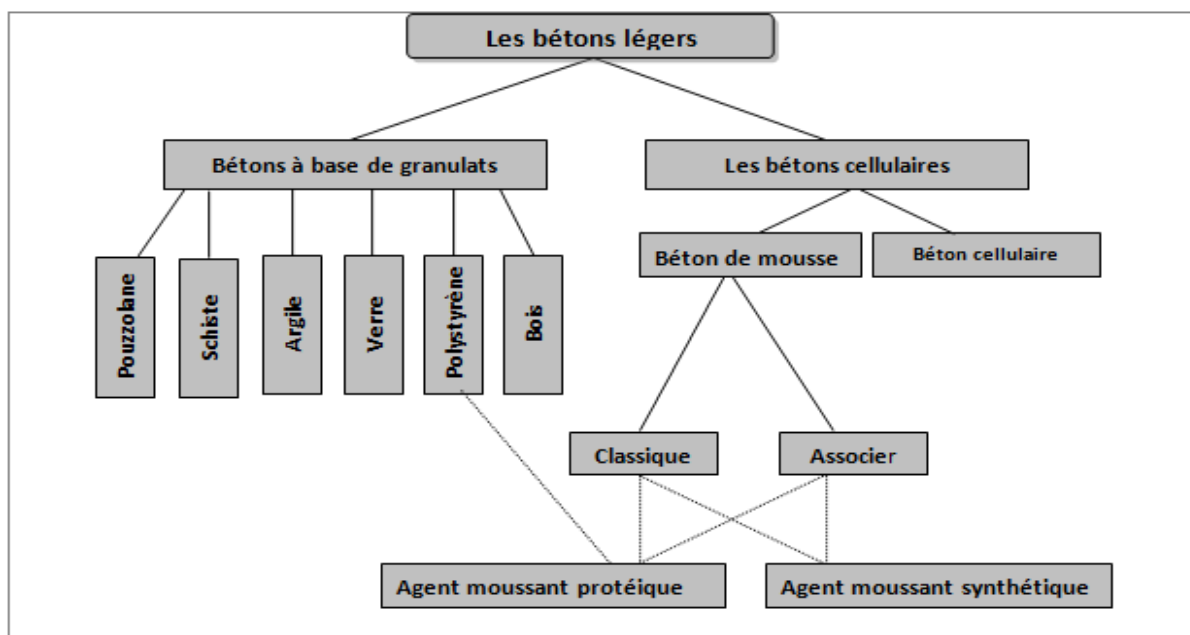 Les bétons légers
Bétons à base de granulats
Les bétons cellulaires
Béton de mousse
Béton cellulaire
Pouzzolane
Schiste
Argile
Verre
Polystyrène
Bois
Classique
Associer
Agent moussant protéique
Agent moussant synthétique